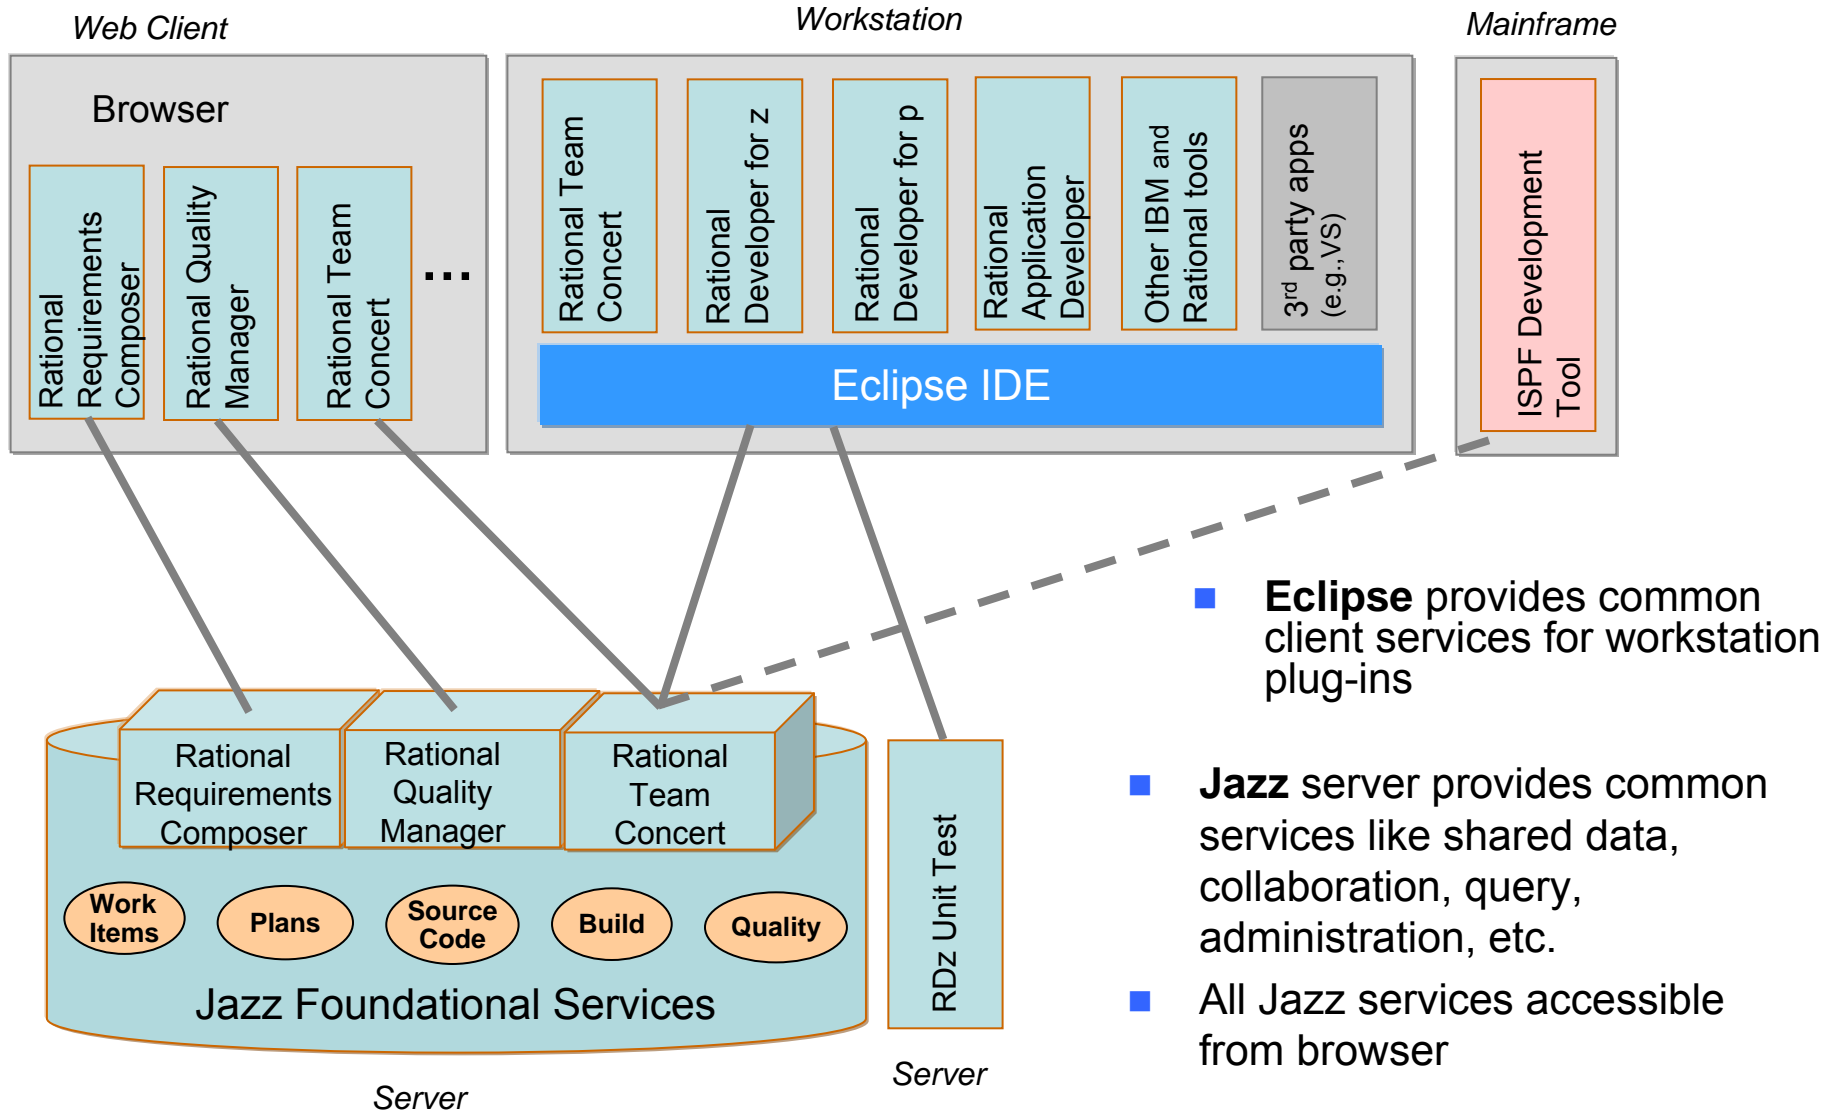 Web Client
Workstation
Mainframe
Browser
Rational
Requirements
Composer
Rational Quality
Manager
Rational Team
Concert
...
Rational Team
Concert
Rational
Developer for z
Rational
Developer for p
Rational
Application
Developer
Other IBM and
Rational tools
3rd party apps
(e.g.,VS)
Eclipse IDE
ISPF Development
Tool
Eclipse provides common
client services for workstation
plug-ins
Rational
Requirements
Composer
Rational
Quality
Manager
Rational
Team
Concert
Work
Items
Plans
Source
Code
Build
Quality
Jazz Foundational Services
Server
RDz Unit Test
Server
Jazz server provides common
services like shared data,
collaboration, query,
administration, etc.
All Jazz services accessible
from browser